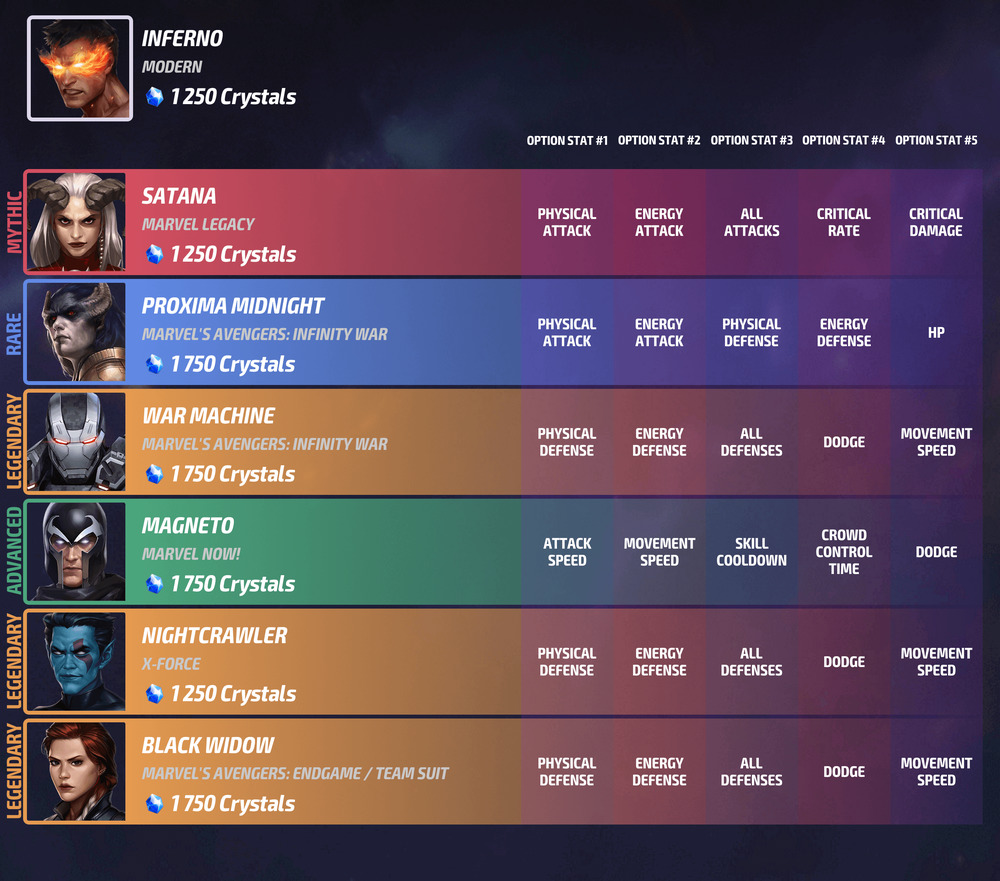 INFERNO
MODERN
1 250 Crystals
OPTION STAT #1 OPTION STAT #2 OPTION STAT #3 OPTION STAT #4 OPTION STAT #5
MYTHIC
SATANA
MARVEL LEGACY
1 250 Crystals
PHYSICAL
ATTACK
ENERGY
ATTACK
ALL
ATTACKS
CRITICAL
RATE
CRITICAL
DAMAGE
RARE
PROXIMA MIDNIGHT
MARVEL'S AVENGERS: INFINITY WAR
1 750 Crystals
PHYSICAL
ATTACK
ENERGY
ATTACK
PHYSICAL
DEFENSE
ENERGY
DEFENSE
HP
LEGENDARY
WAR MACHINE
MARVEL'S AVENGERS: INFINITY WAR
1 750 Crystals
PHYSICAL
DEFENSE
ENERGY
DEFENSE
ALL
DEFENSES
DODGE
MOVEMENT
SPEED
ADVANCED
MAGNETO
MARVEL NOW!
1 750 Crystals
ATTACK
SPEED
MOVEMENT
SPEED
SKILL
COOLDOWN
CROWD
CONTROL
TIME
DODGE
LEGENDARY
NIGHTCRAWLER
X-FORCE
1 250 Crystals
PHYSICAL
DEFENSE
ENERGY
DEFENSE
ALL
DEFENSES
DODGE
MOVEMENT
SPEED
LEGENDARY
BLACK WIDOW
MARVEL'S AVENGERS: ENDGAME / TEAM SUIT
1 750 Crystals
PHYSICAL
DEFENSE
ENERGY
DEFENSE
ALL
DEFENSES
DODGE
MOVEMENT
SPEED